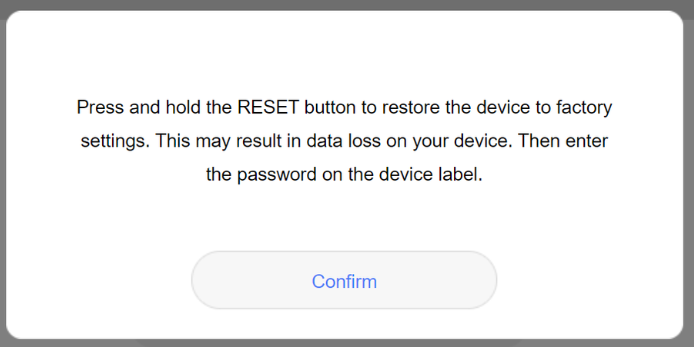 Press and hold the RESET button to restore the device to factory
settings. This may result in data loss on your device. Then enter
the password on the device label.
Confirm